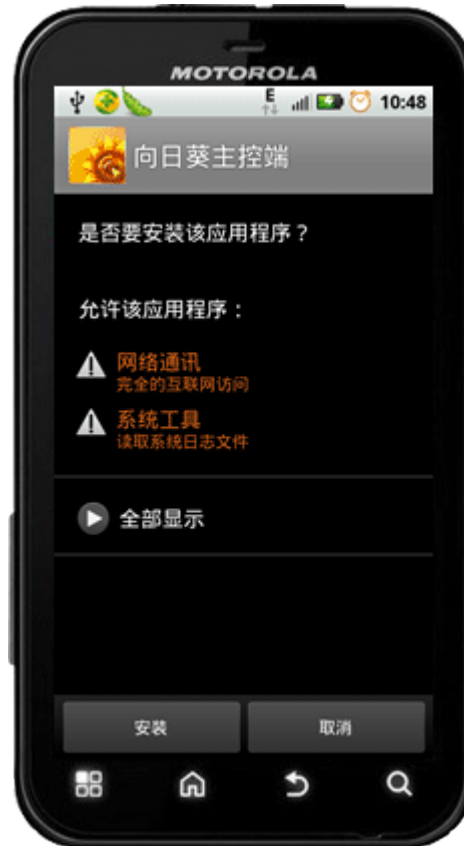 MOTOROLA
E
10:48
向日葵主控端
是否要安装该应用程序？
允许该应用程序：
网络通讯
完全的互联网访问
系统工具
读取系统日志文件
全部显示
安装
取消